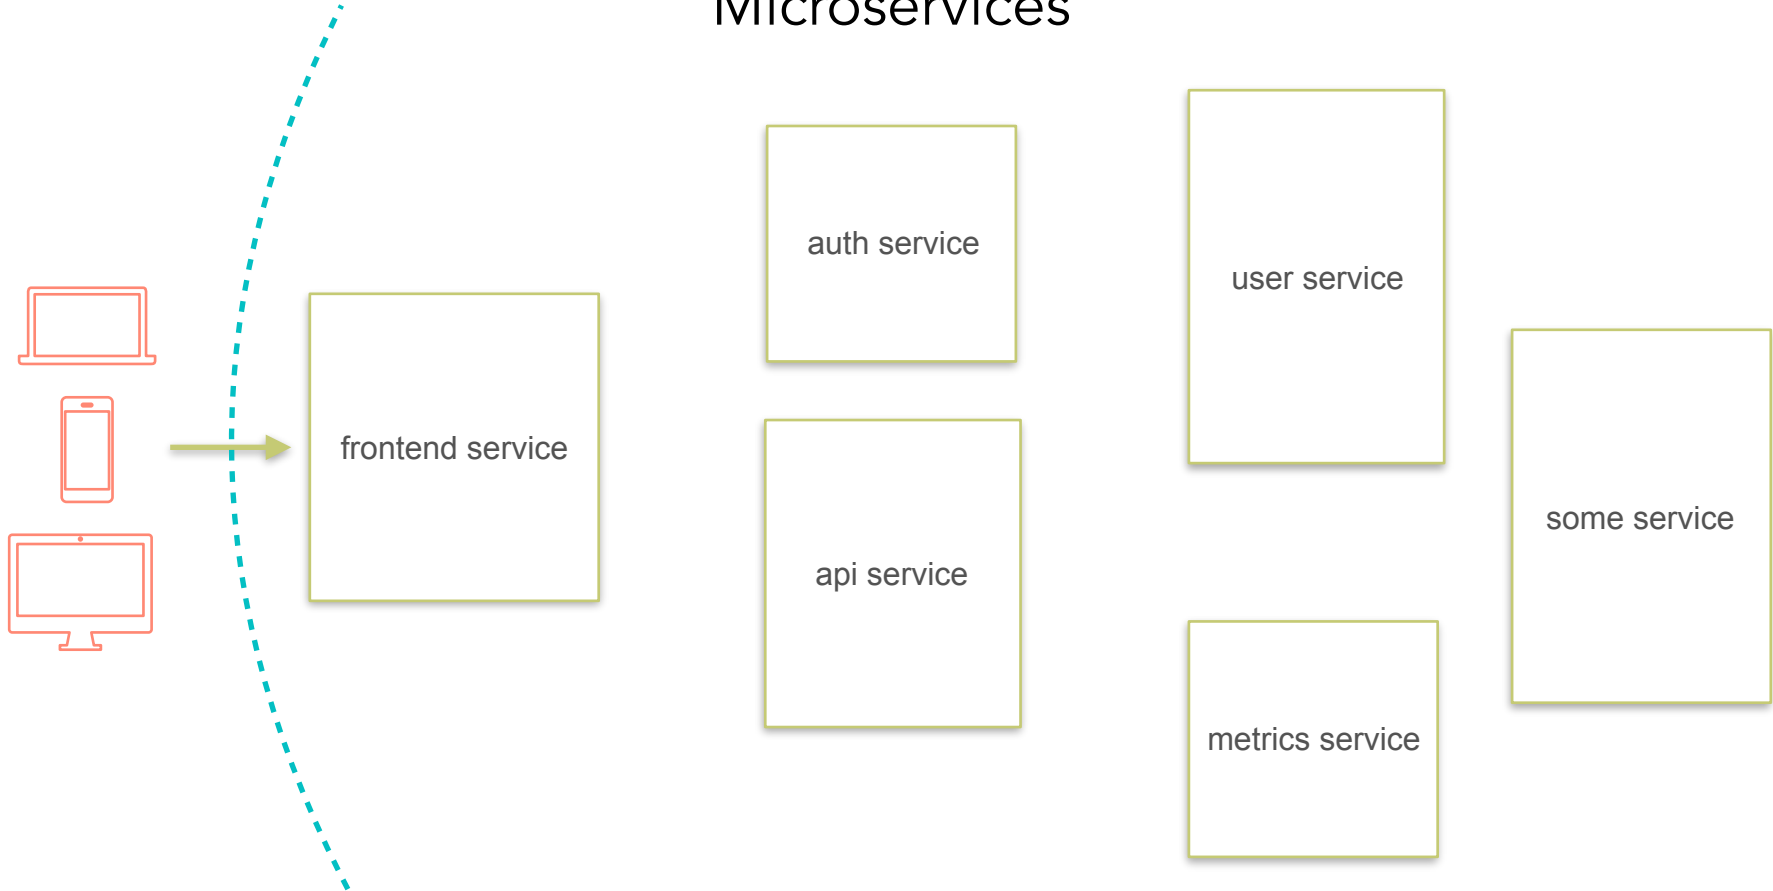 Microservices
auth service
user service
frontend service
some service
api service
metrics service